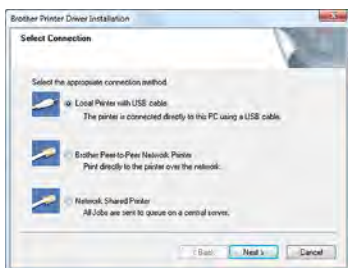 Brother Printer Driver Installation
Select Connection
Select the appropriate connection method.
Local Printer with USB cable
The printer is connected directly to this PC using a USB cable.
Brother Peer-to-Peer Network Printer
Print directly to the printer over the network.
Network Shared Printer
All Jobs are sent to queue on a central server.
< Back
Next >
Cancel